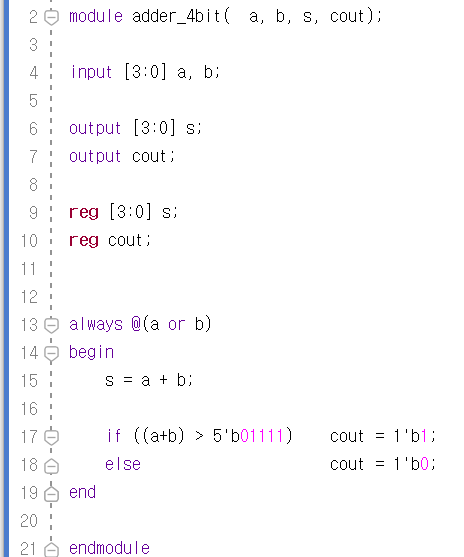 2 module adder_4bit(  a, b, s, cout);
3
4 input [3:0] a, b;
5
6 output [3:0] s;
7 output cout;
8
9 reg [3:0] s;
10 reg cout;
11
12
13 always @(a or b)
14 begin
15     s = a + b;
16
17     if ((a+b) > 5'b01111)    cout = 1'b1;
18     else                     cout = 1'b0;
19 end
20
21 endmodule